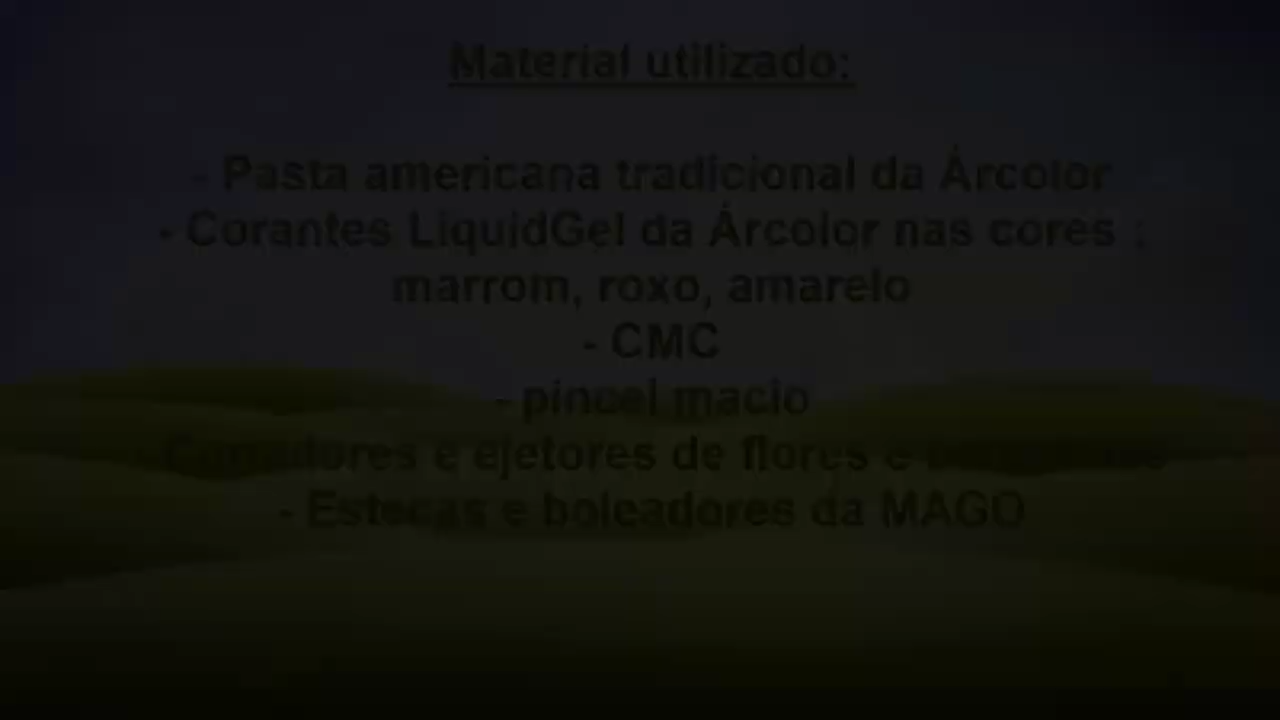 Material utilizado:
- Pasta americana tradicional da Árcolor
- Corantes LiquidGel da Árcolor nas cores :
marrom, roxo, amarelo
- CMC
- pincel macio
- Cortadores e ejetores de flores e
- Estecas e boleadores da MAGO